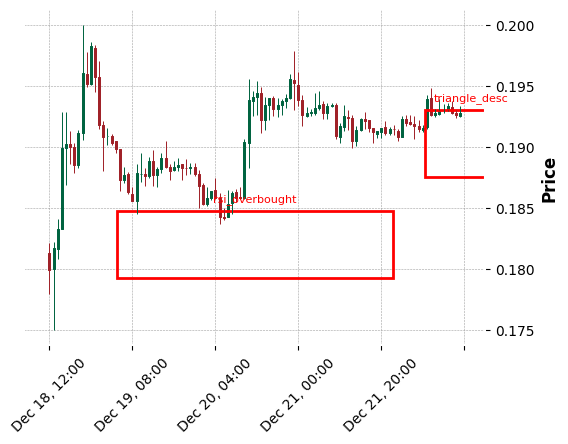 0.200
0.195
triangle_desc
0.190
0.185
rsi_overbought
0.180
0.175
Price
Dec 18, 12:00
Dec 19, 08:00
Dec 20, 04:00
Dec 21, 00:00
Dec 21, 20:00